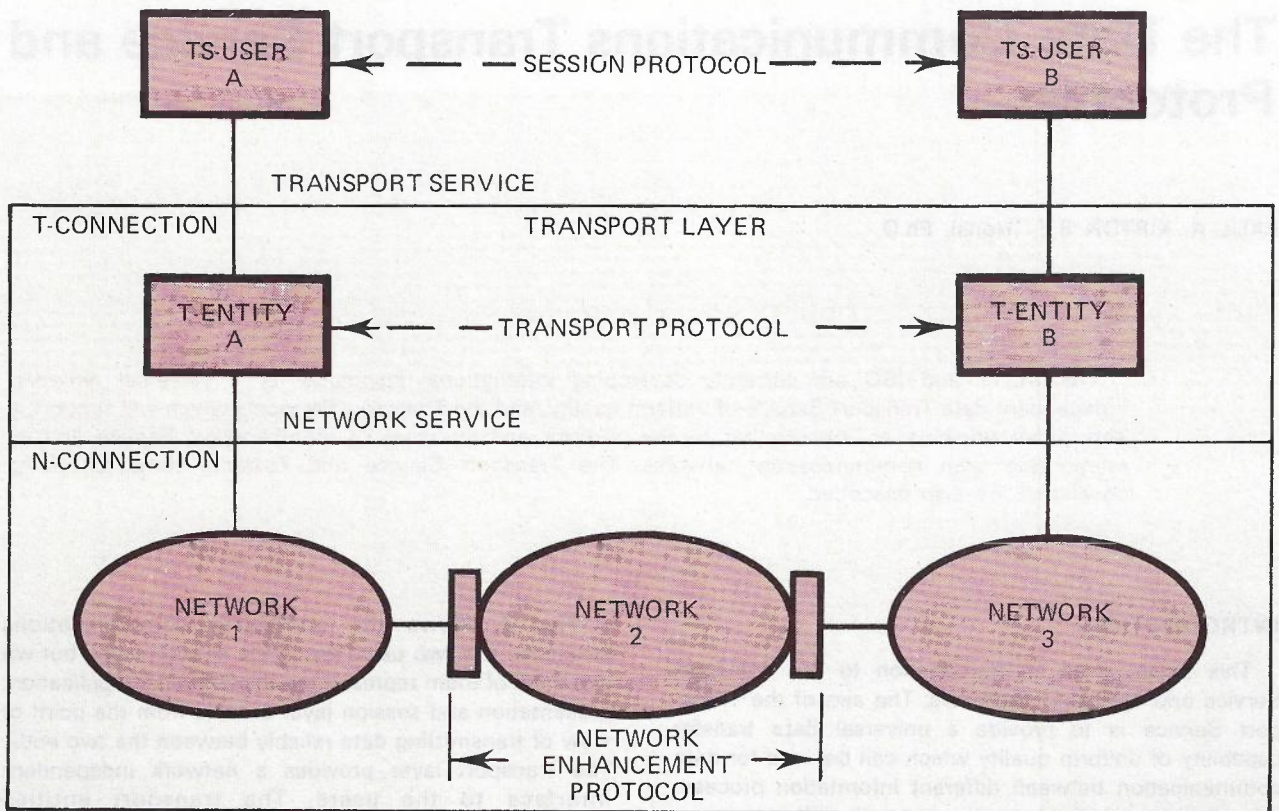 TS-USER
A
SESSION PROTOCOL
TS-USER
B
TRANSPORT SERVICE
T-CONNECTION
TRANSPORT LAYER
T-ENTITY
A
TRANSPORT PROTOCOL
T-ENTITY
B
NETWORK SERVICE
N-CONNECTION
NETWORK
1
NETWORK
2
NETWORK
3
NETWORK
ENHANCEMENT
PROTOCOL